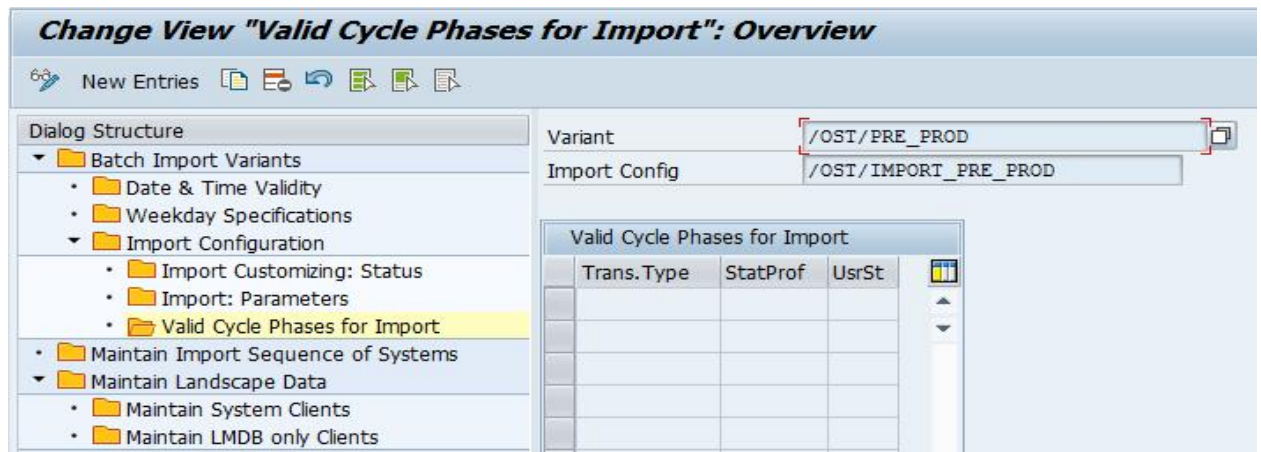 Change View "Valid Cycle Phases for Import": Overview
New Entries
Dialog Structure
Batch Import Variants
Date & Time Validity
Weekday Specifications
Import Configuration
Import Customizing: Status
Import: Parameters
Valid Cycle Phases for Import
Maintain Import Sequence of Systems
Maintain Landscape Data
Maintain System Clients
Maintain LMDB only Clients
Variant /OST/PRE_PROD
Import Config /OST/IMPORT_PRE_PROD
Valid Cycle Phases for Import
Trans.Type StatProf UsrSt